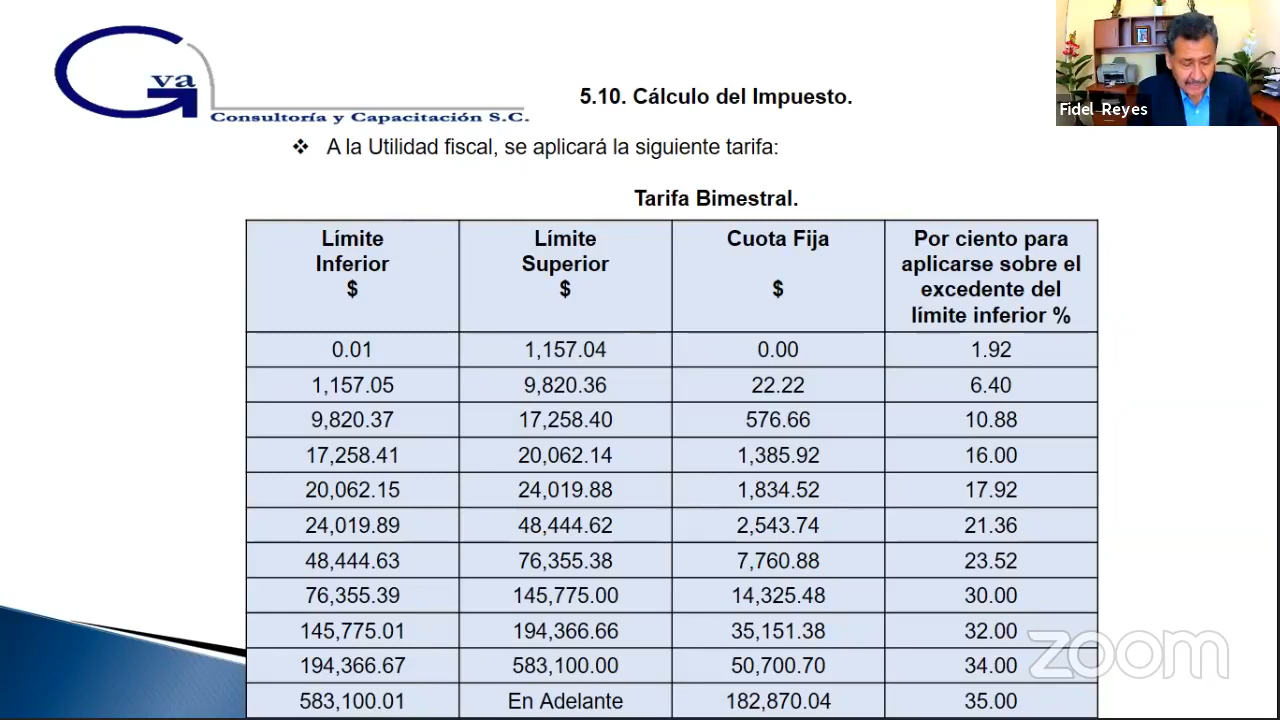 va
G
Consultoría y Capacitación S.C.
5.10. Cálculo del Impuesto.
Fidel Reyes
❖ A la Utilidad fiscal, se aplicará la siguiente tarifa:
Tarifa Bimestral.
Límite Inferior $ Límite Superior $ Cuota Fija $ Por ciento para aplicarse sobre el excedente del límite inferior %
0.01 1,157.04 0.00 1.92
1,157.05 9,820.36 22.22 6.40
9,820.37 17,258.40 576.66 10.88
17,258.41 20,062.14 1,385.92 16.00
20,062.15 24,019.88 1,834.52 17.92
24,019.89 48,444.62 2,543.74 21.36
48,444.63 76,355.38 7,760.88 23.52
76,355.39 145,775.00 14,325.48 30.00
145,775.01 194,366.66 35,151.38 32.00
194,366.67 583,100.00 50,700.70 34.00
583,100.01 En Adelante 182,870.04 35.00
zoom